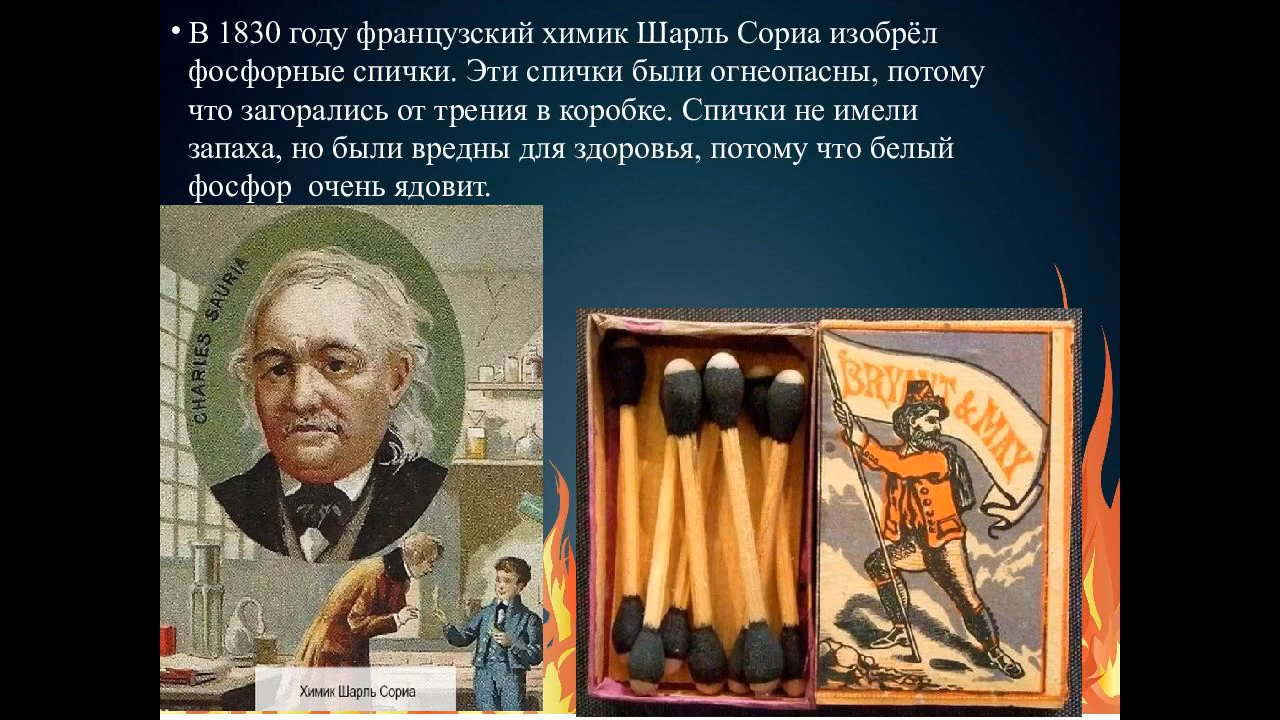 • В 1830 году французский химик Шарль Сориа изобрёл
фосфорные спички. Эти спички были огнеопасны, потому
что загорались от трения в коробке. Спички не имели
запаха, но были вредны для здоровья, потому что белый
фосфор очень ядовит.
CHARLES SAURIA
BRYANT & MAY
Химик Шарль Сориа